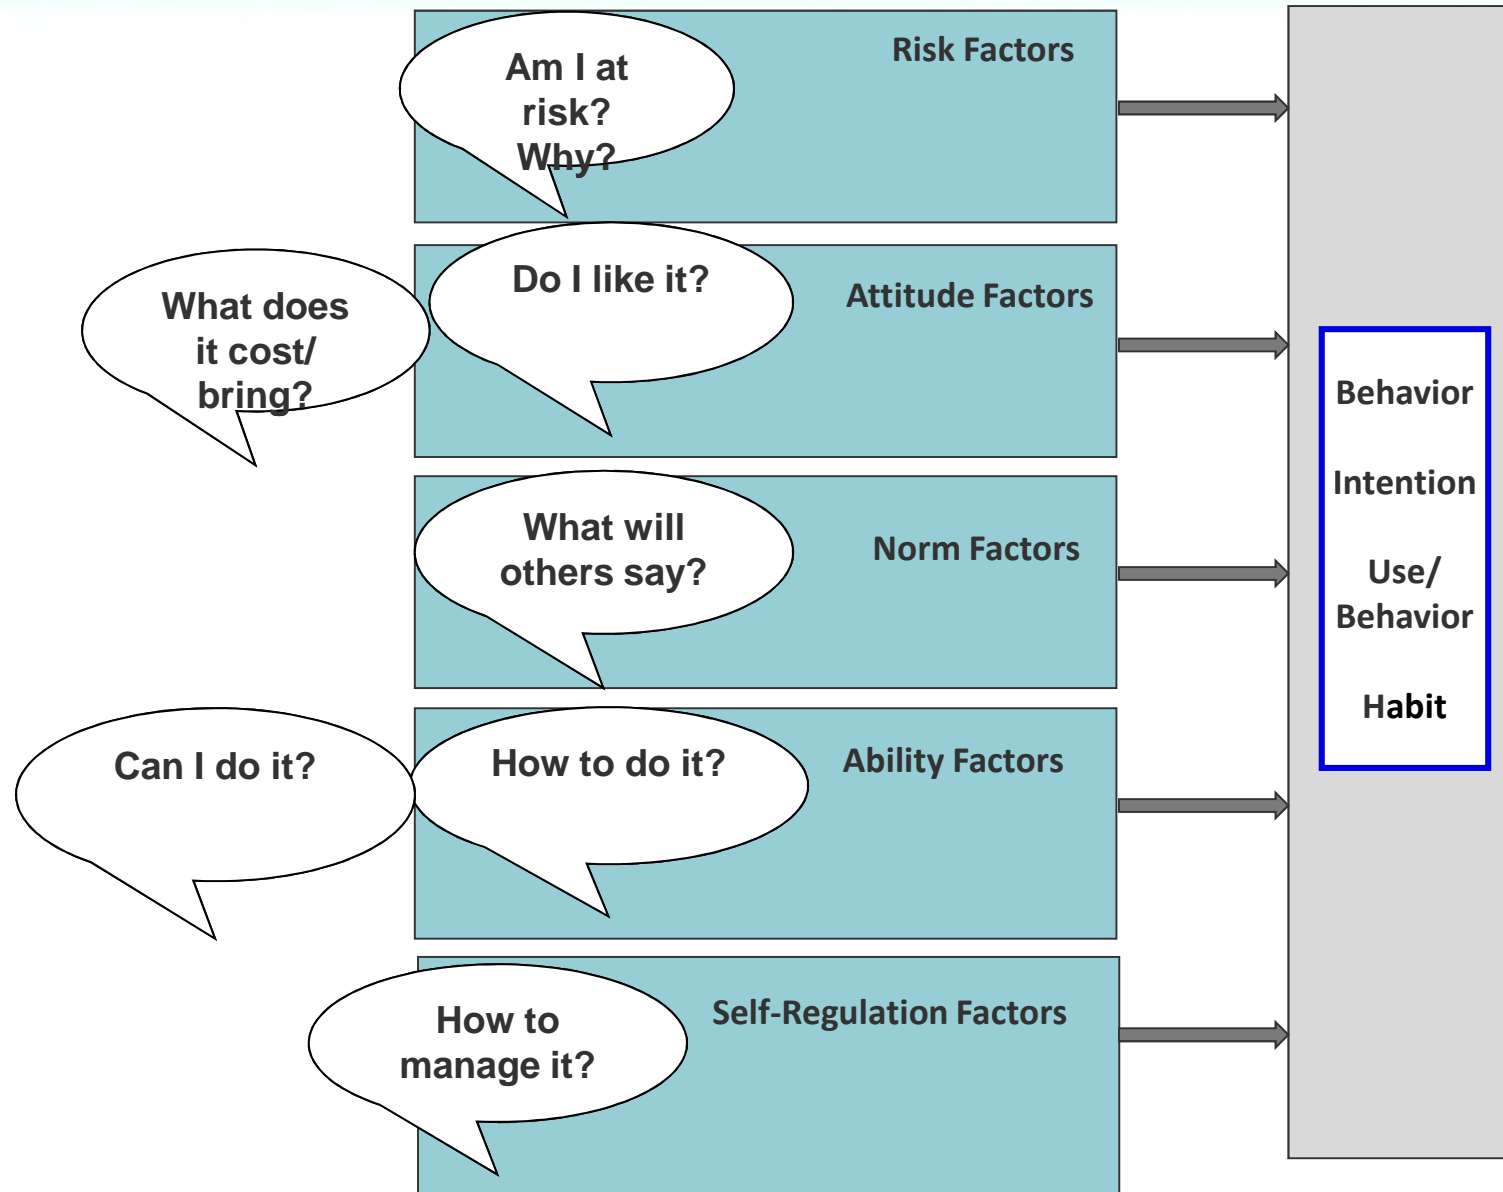 Am I at
risk?
Why?
Risk Factors
What does
it cost/
bring?
Do I like it?
Attitude Factors
What will
others say?
Norm Factors
Can I do it?
How to do it?
Ability Factors
How to
manage it?
Self-Regulation Factors
Behavior
Intention
Use/
Behavior
Habit